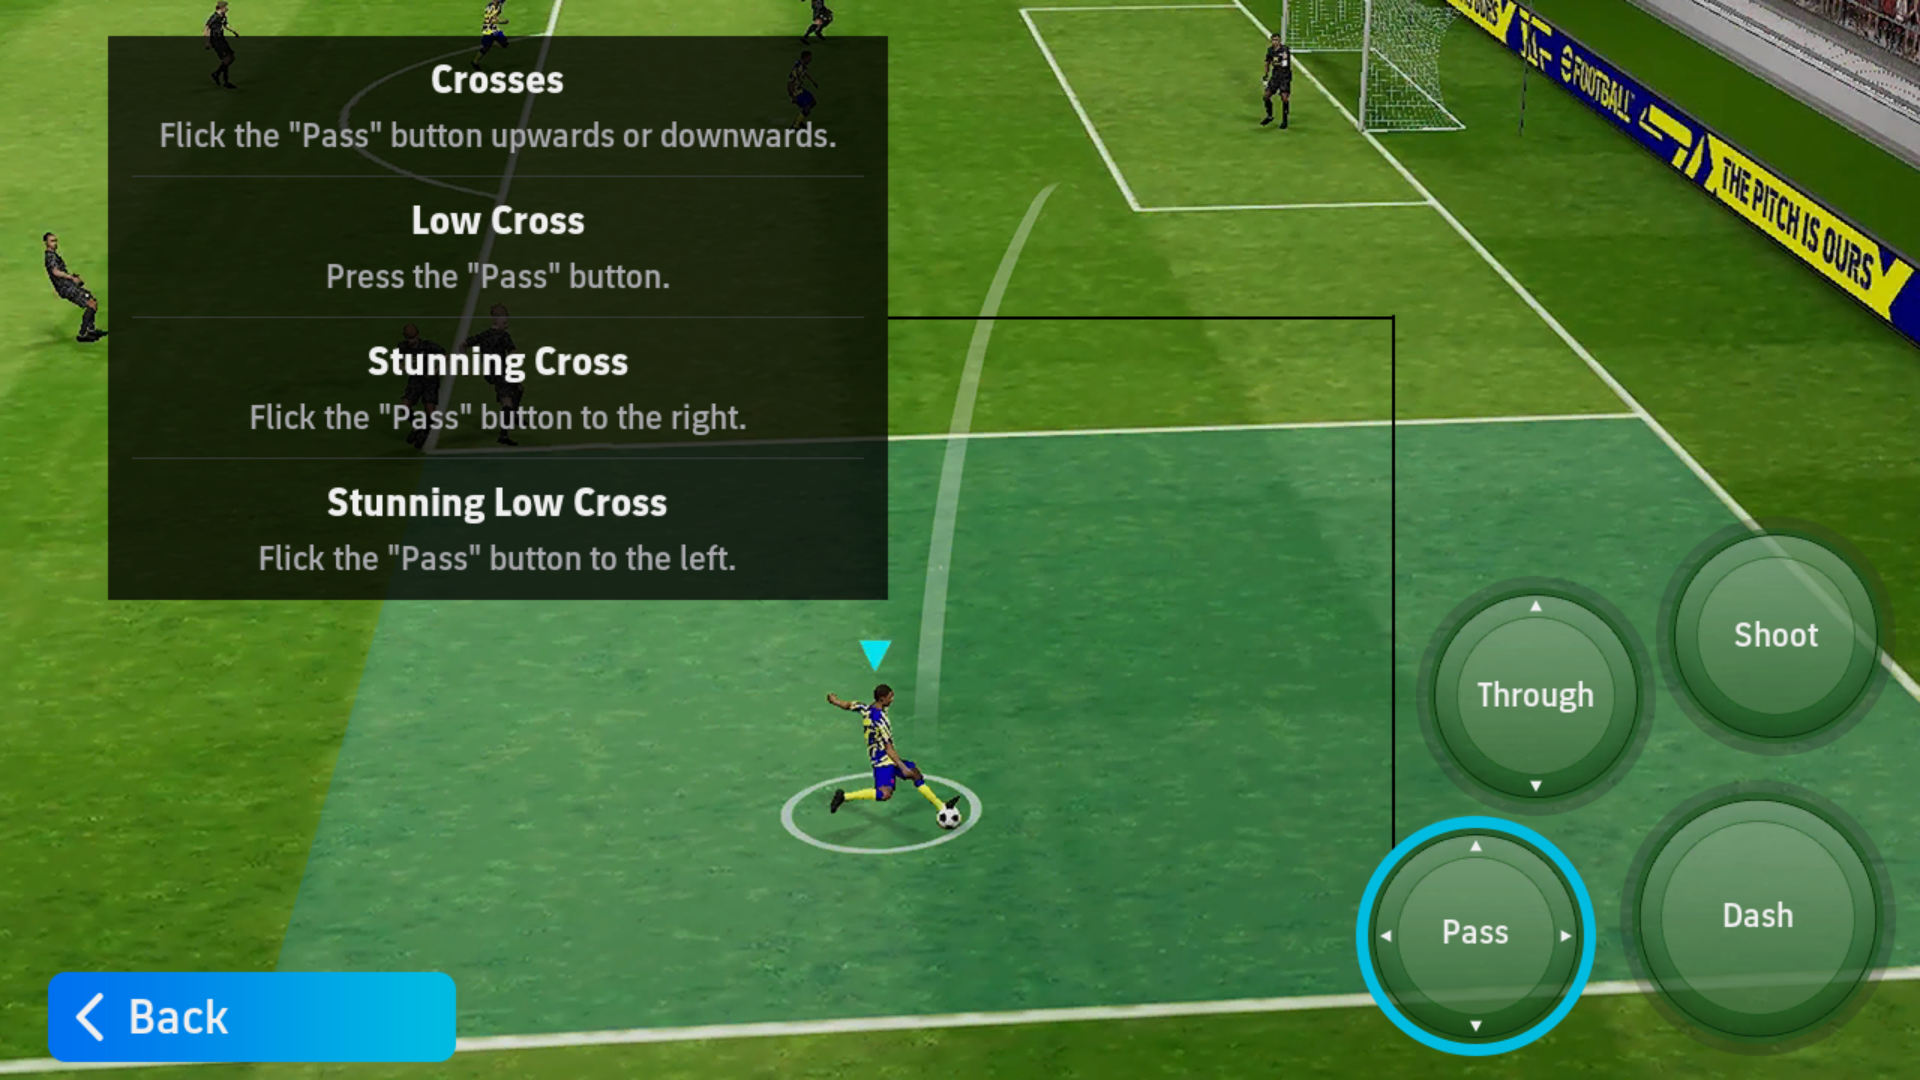 Crosses
Flick the "Pass" button upwards or downwards.
Low Cross
Press the "Pass" button.
Stunning Cross
Flick the "Pass" button to the right.
Stunning Low Cross
Flick the "Pass" button to the left.
FOOTBALL
THE PITCH IS OURS
Shoot
Through
Pass
Dash
Back